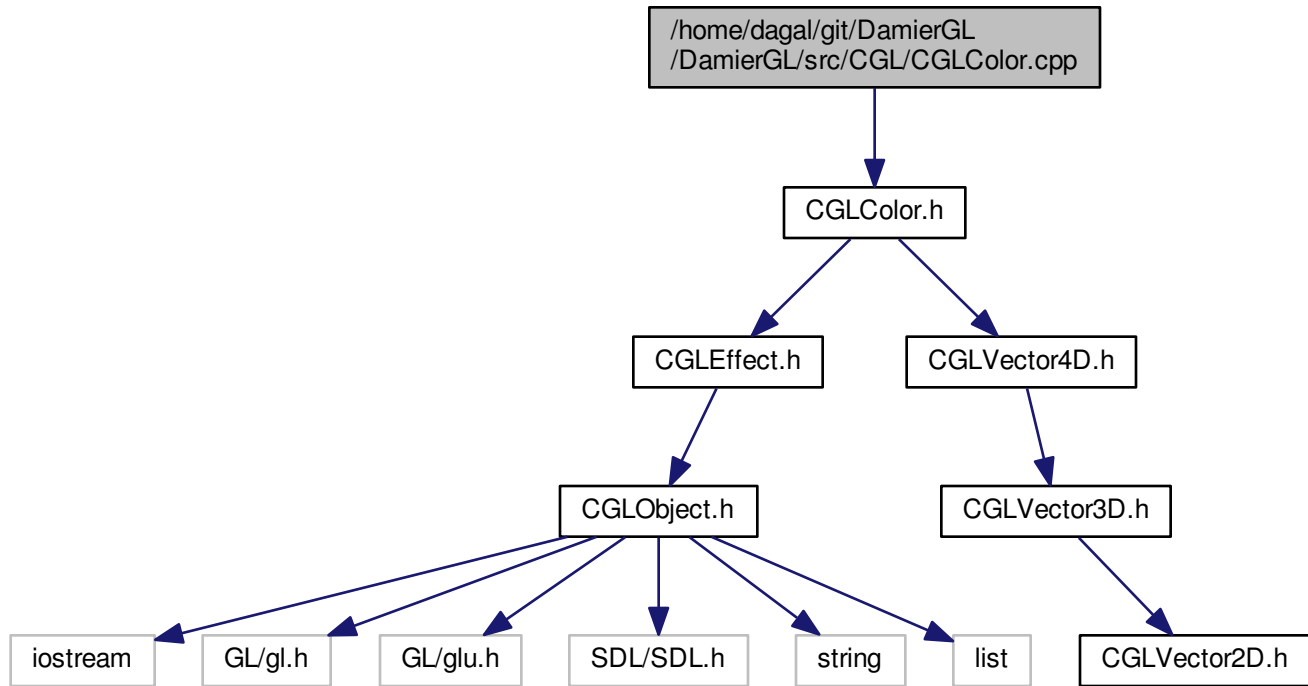 /home/dagal/git/DamierGL
/DamierGL/src/CGL/CGLColor.cpp
CGLColor.h
CGLEffect.h
CGLVector4D.h
CGLObject.h
CGLVector3D.h
iostream
GL/gl.h
GL/glu.h
SDL/SDL.h
string
list
CGLVector2D.h